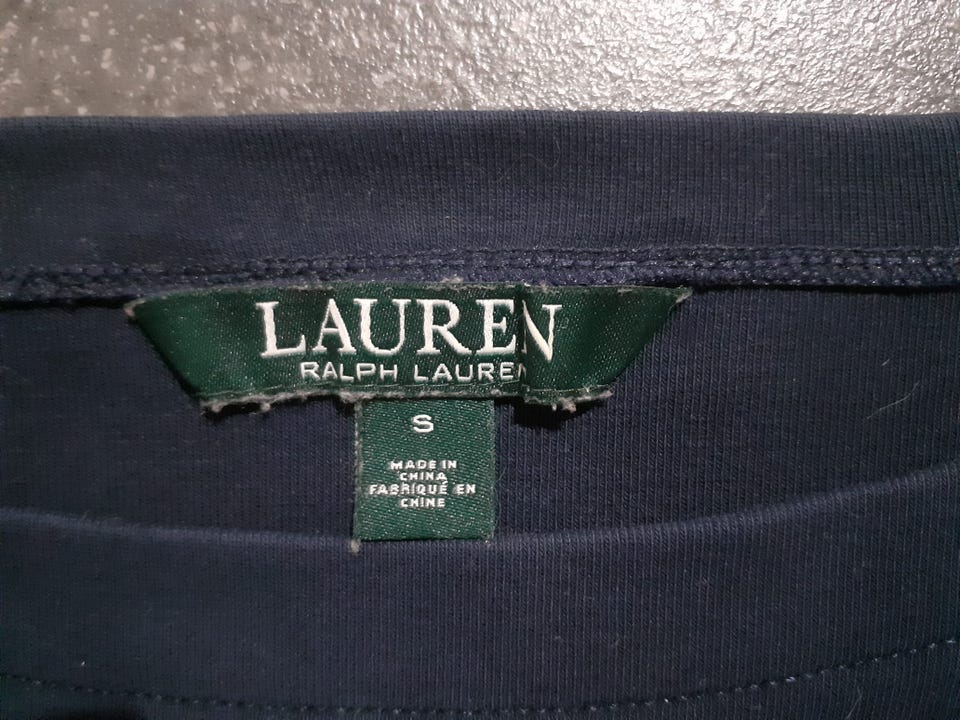 LAUREN
RALPH LAUREN
S
MADE IN
CHINA
FABRIQUÉ EN
CHINE